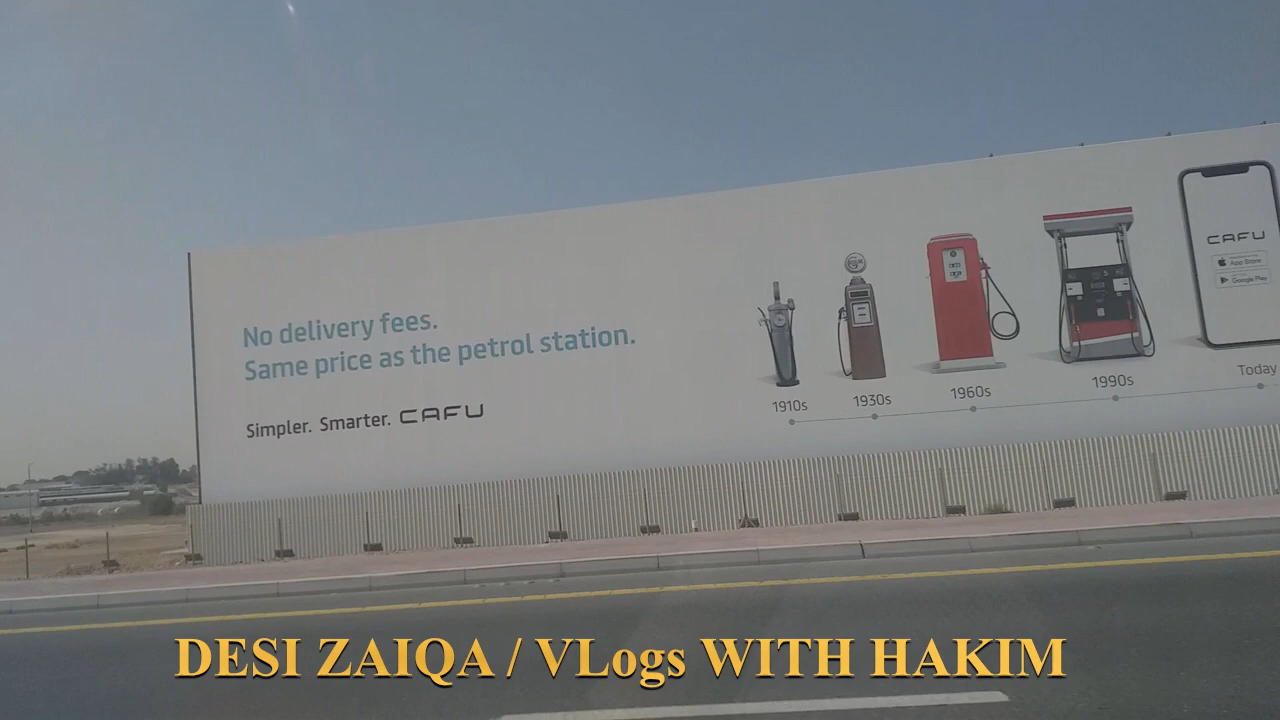 No delivery fees.
Same price as the petrol station.
Simpler. Smarter. CAFU
1910s
1930s
1960s
1990s
Today
CAFU
App Store
Google Play
DESI ZAIQA / VLogs WITH HAKIM